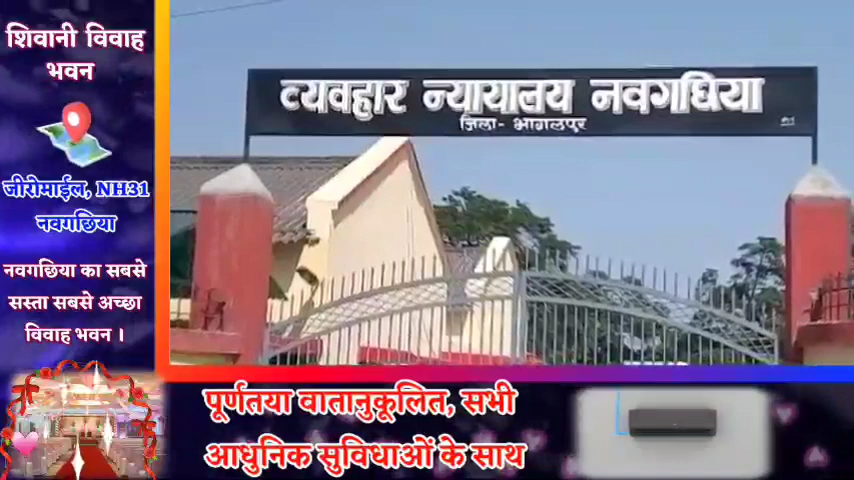 शिवानी विवाह
भवन
जीरोमाईल, NH31
नवगछिया
नवगछिया का सबसे
सस्ता सबसे अच्छा
विवाह भवन ।
व्यवहार न्यायालय नवगछिया
जिला- भागलपुर
पूर्णतया वातानुकूलित, सभी
आधुनिक सुविधाओं के साथ